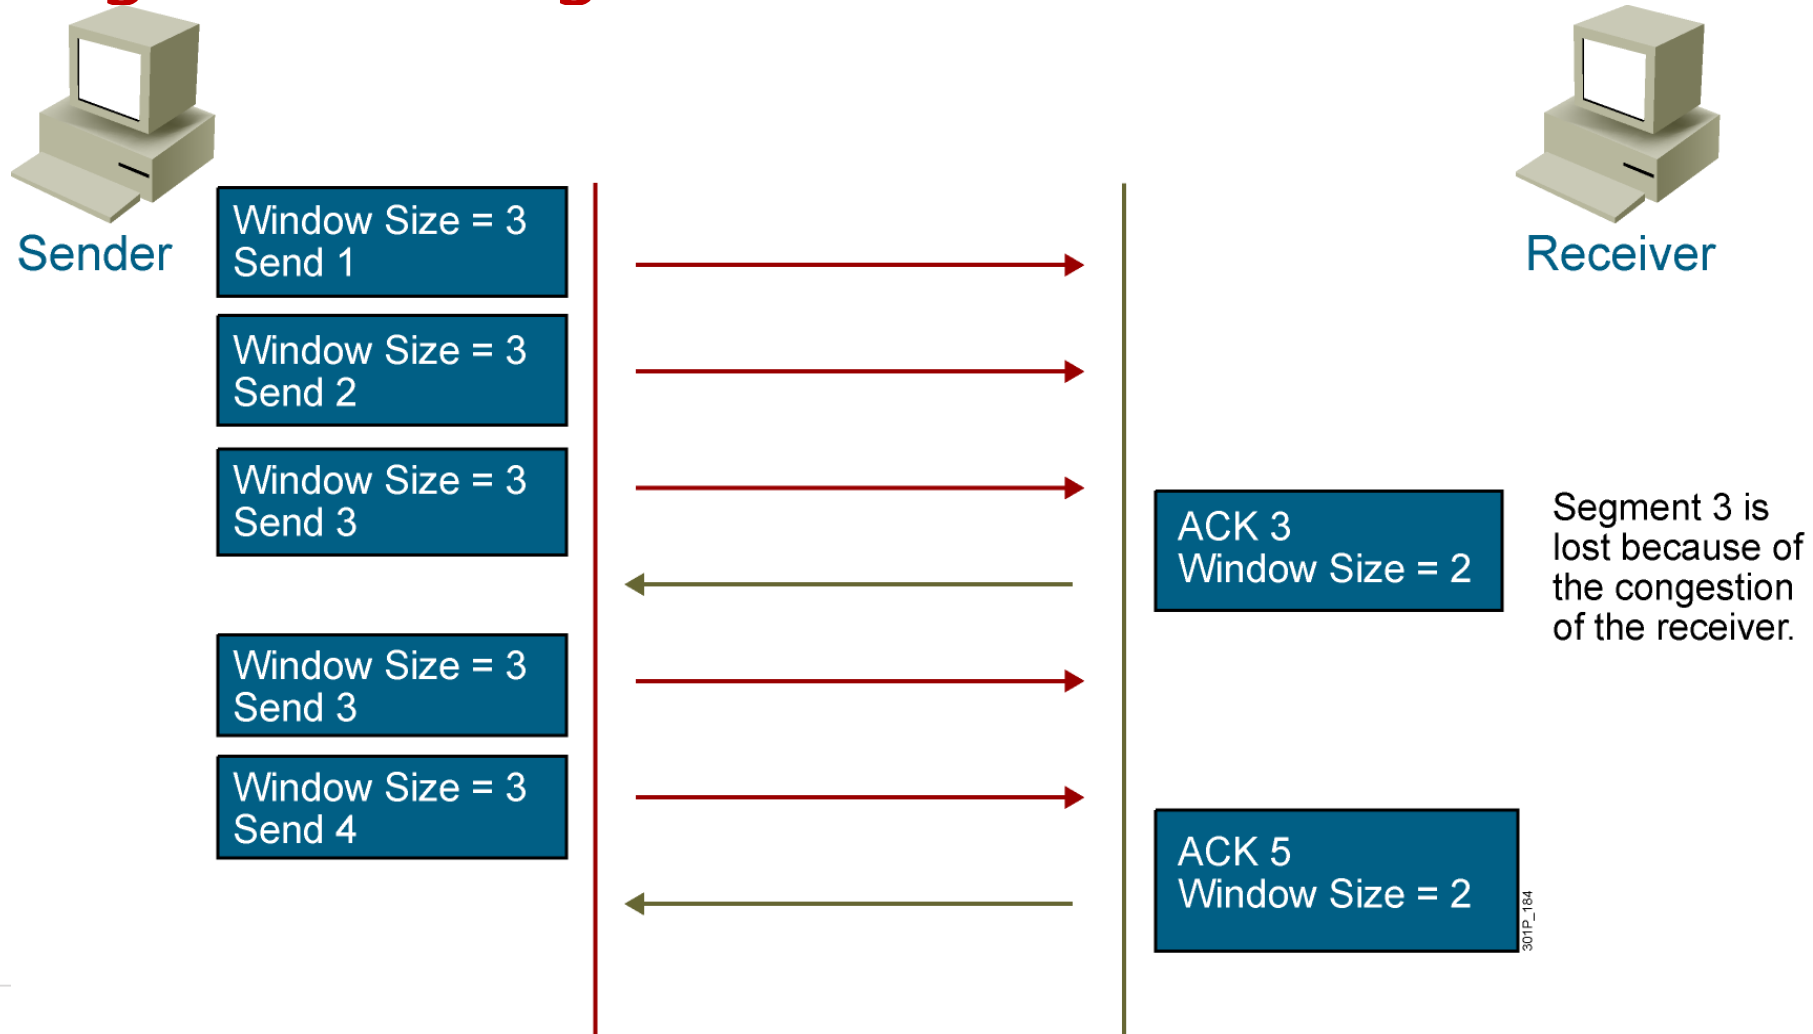 Sender
Receiver
Window Size = 3
Send 1
Window Size = 3
Send 2
Window Size = 3
Send 3
ACK 3
Window Size = 2
Segment 3 is
lost because of
the congestion
of the receiver.
Window Size = 3
Send 3
Window Size = 3
Send 4
ACK 5
Window Size = 2
301P_184